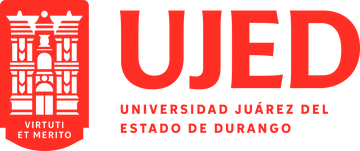 VIRTUTI
ET MERITO
UJED
UNIVERSIDAD JUÁREZ DEL
ESTADO DE DURANGO